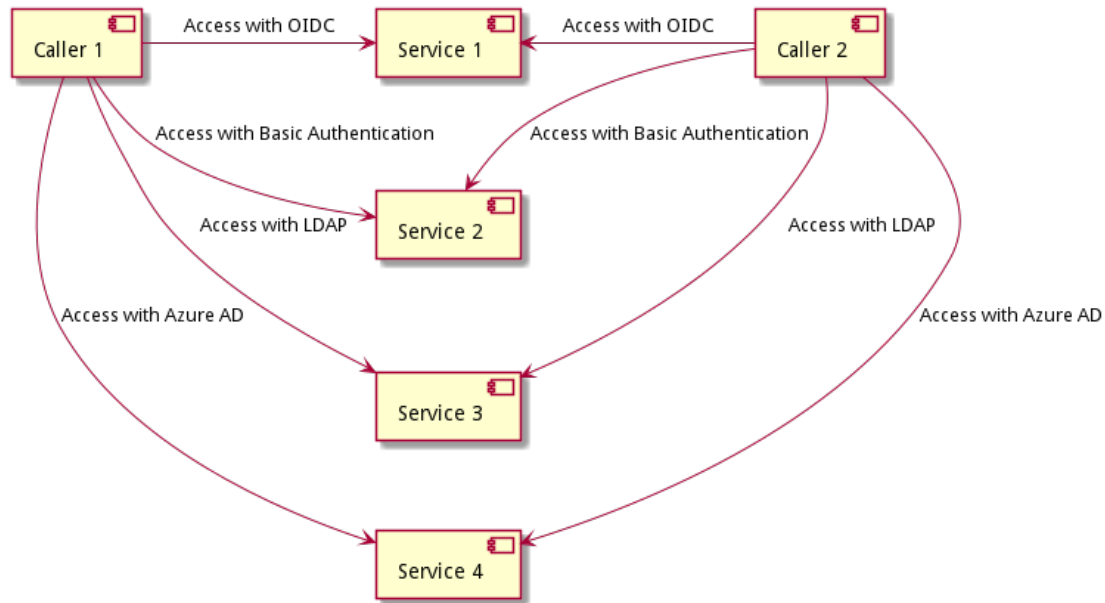 Access with OIDC
Access with OIDC
Caller 1
Service 1
Caller 2
Access with Basic Authentication
Access with Basic Authentication
Service 2
Access with LDAP
Access with LDAP
Access with Azure AD
Access with Azure AD
Service 3
Service 4